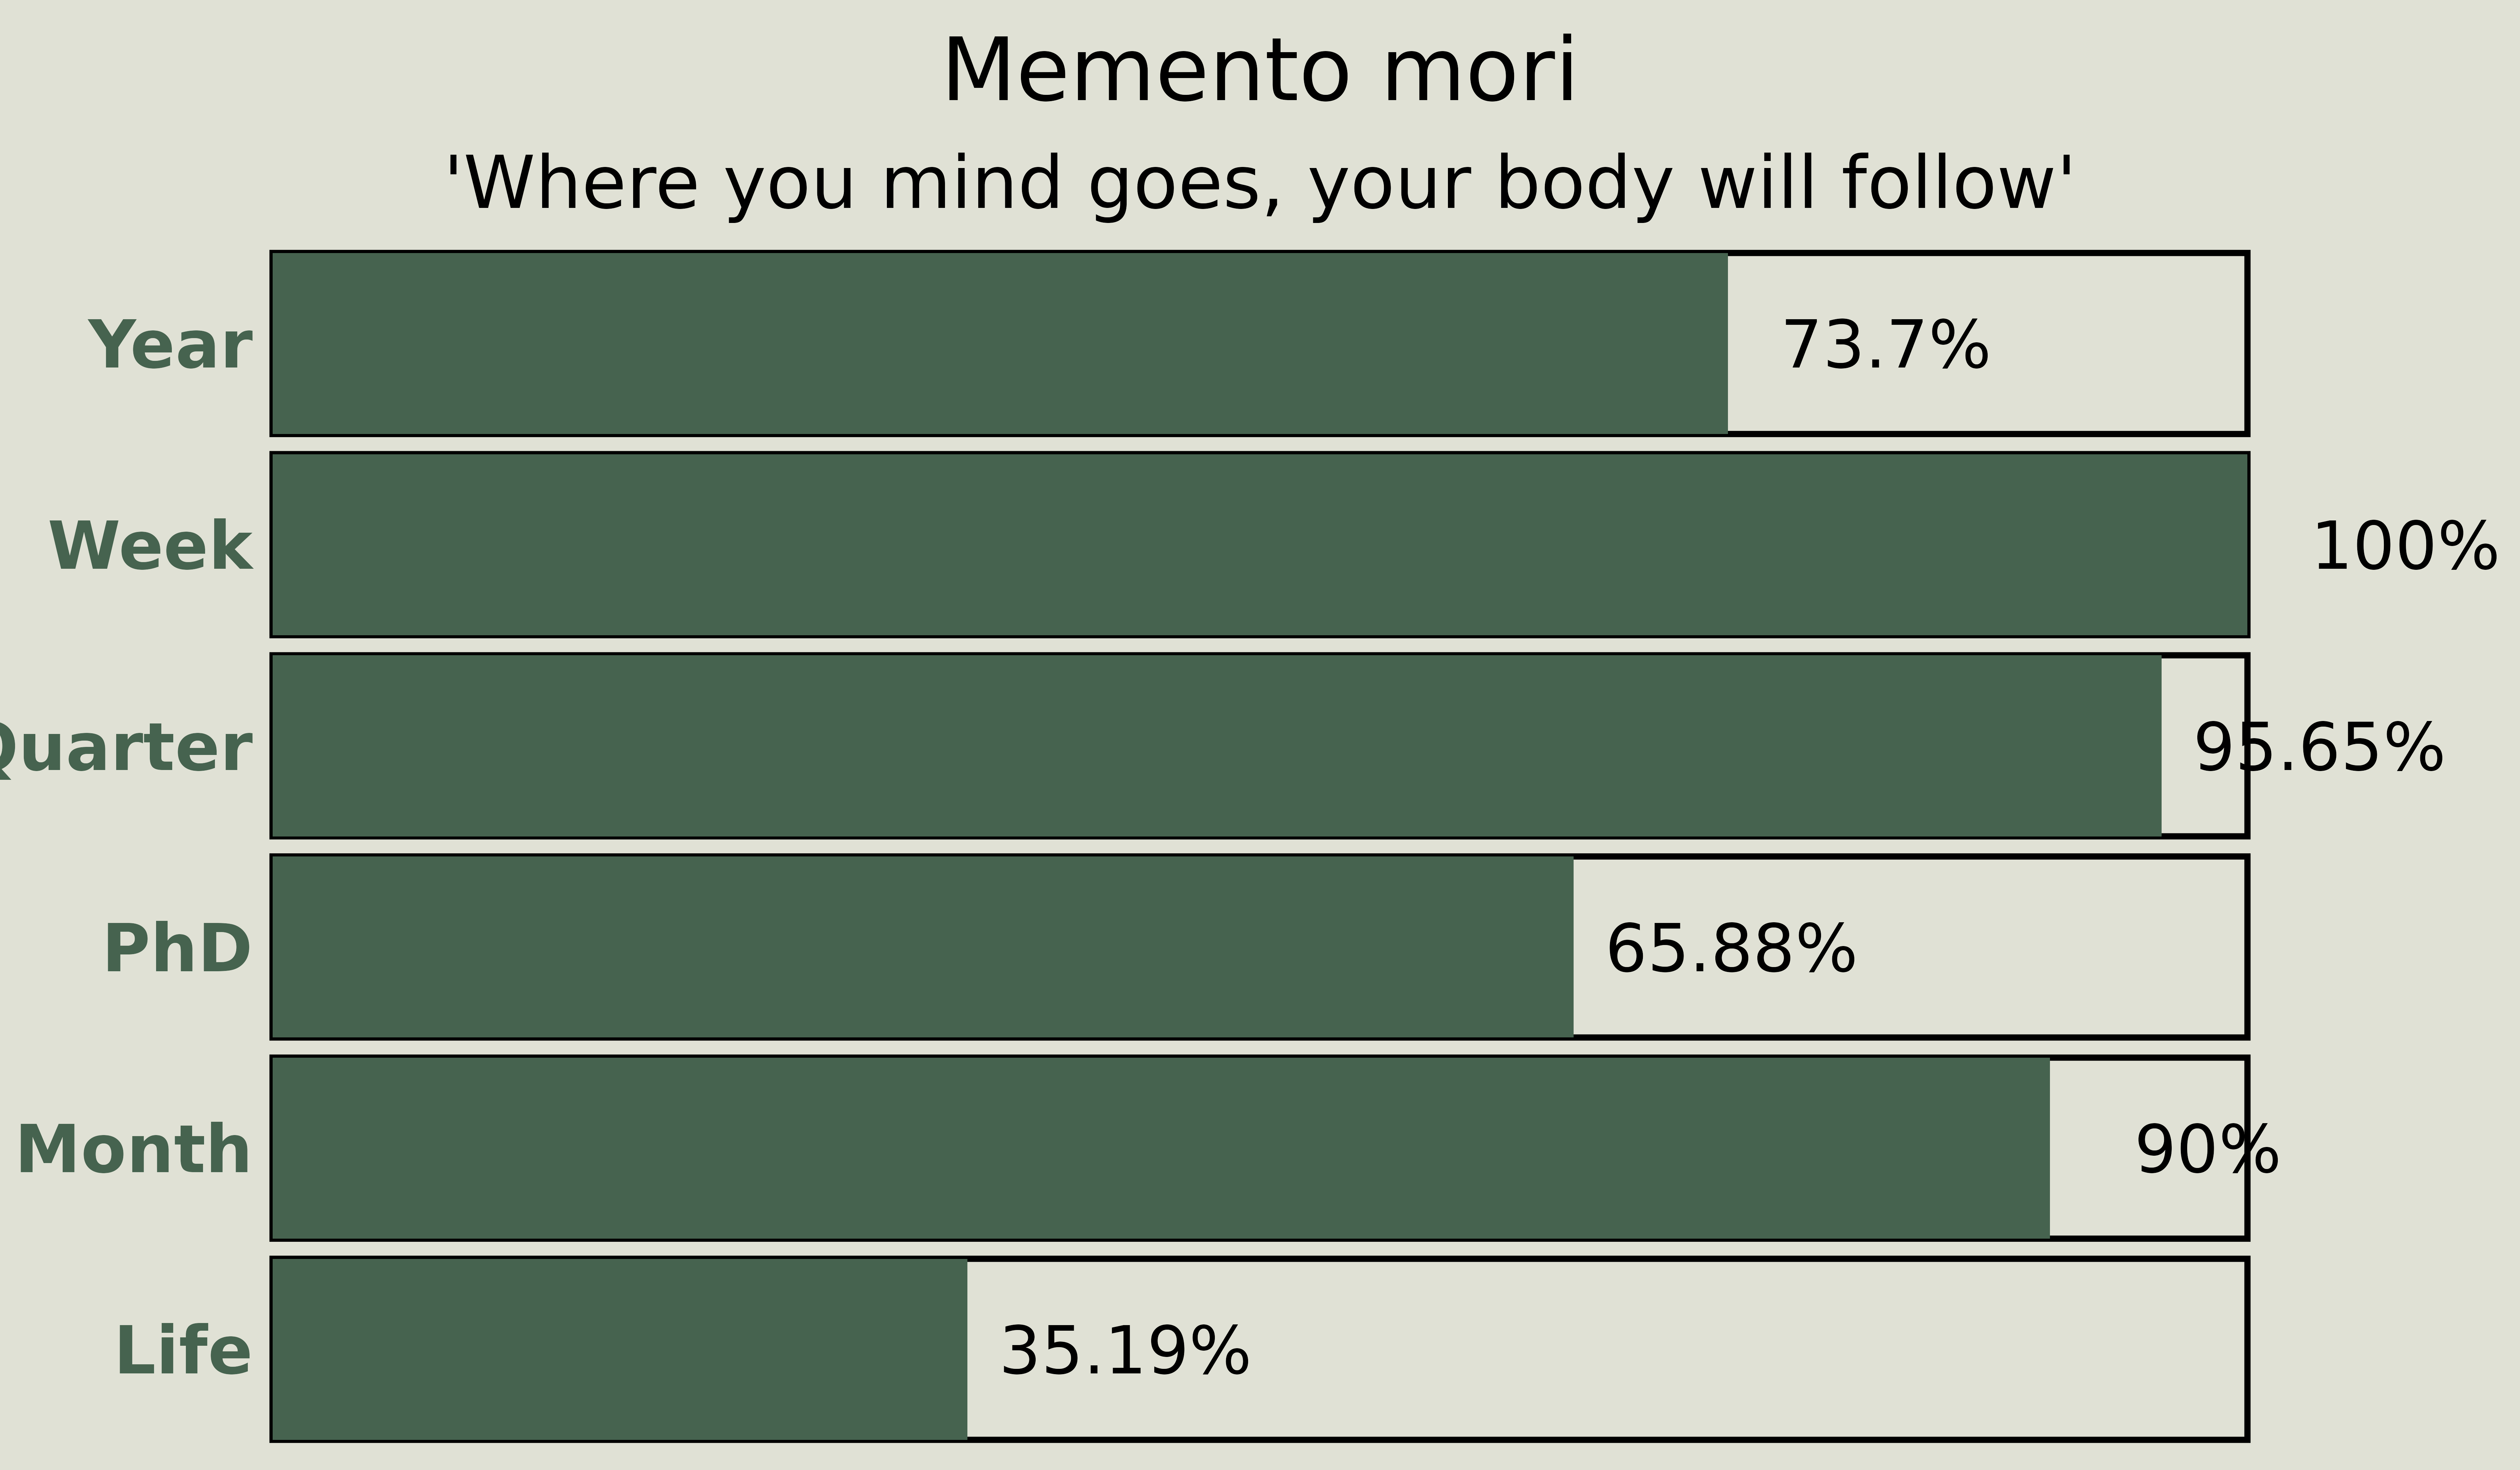 Memento mori
'Where you mind goes, your body will follow'
Year 73.7%
Week 100%
Quarter 95.65%
PhD 65.88%
Month 90%
Life 35.19%